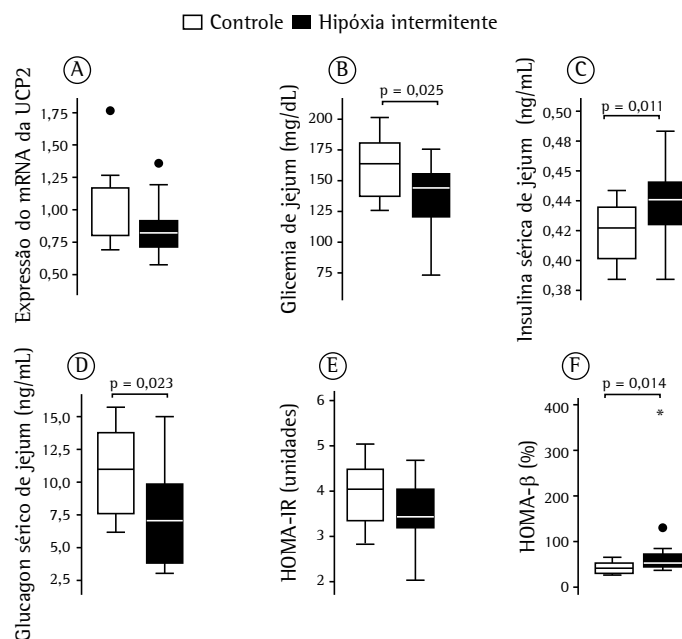 Controle Hipóxia intermitente
A
Expressão do mRNA da UCP2
1,75
1,50
1,25
1,00
0,75
0,50
B
p = 0,025
Glicemia de jejum (mg/dL)
200
175
150
125
100
75
C
p = 0,011
Insulina sérica de jejum (ng/mL)
0,50
0,48
0,45
0,44
0,42
0,40
0,38
D
p = 0,023
Glucagon sérico de jejum (ng/mL)
15,0
12,5
10,0
7,5
5,0
2,5
E
HOMA-IR (unidades)
6
5
4
3
2
F
p = 0,014
*
HOMA-β (%)
400
300
200
100
0